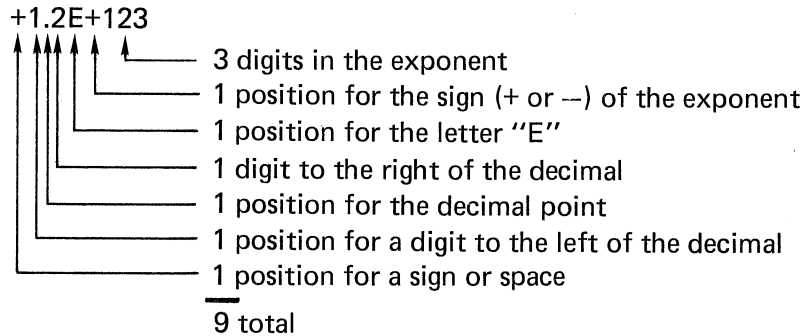 +1.2E+123
3 digits in the exponent
1 position for the sign (+ or —) of the exponent
1 position for the letter “E”
1 digit to the right of the decimal
1 position for the decimal point
1 position for a digit to the left of the decimal
1 position for a sign or space
9 total